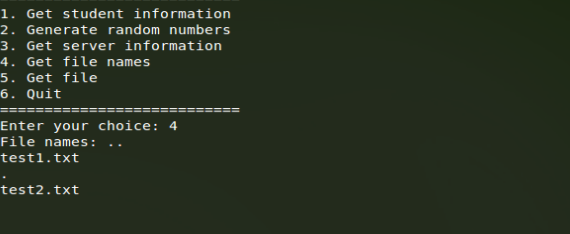 1. Get student information
2. Generate random numbers
3. Get server information
4. Get file names
5. Get file
6. Quit
===========================
Enter your choice: 4
File names: ..
test1.txt
.
test2.txt